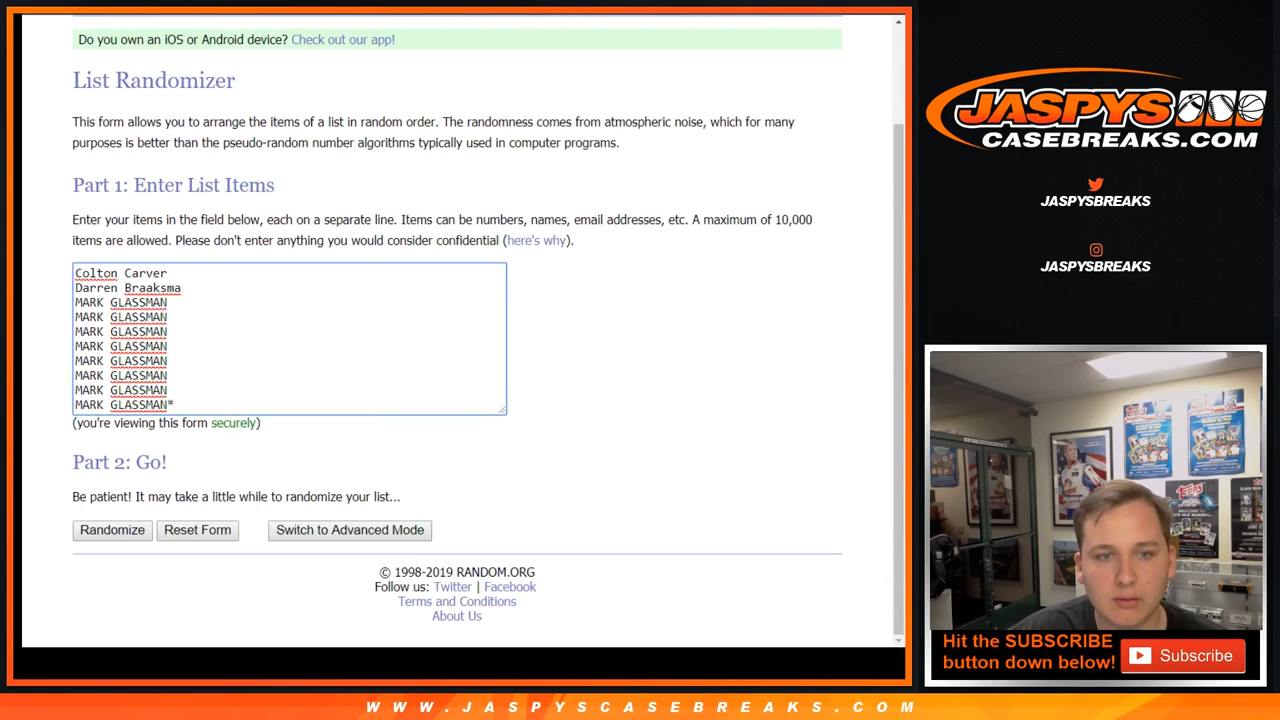 Do you own an iOS or Android device? Check out our app!
List Randomizer
This form allows you to arrange the items of a list in random order. The randomness comes from atmospheric noise, which for many
purposes is better than the pseudo-random number algorithms typically used in computer programs.
Part 1: Enter List Items
Enter your items in the field below, each on a separate line. Items can be numbers, names, email addresses, etc. A maximum of 10,000
items are allowed. Please don't enter anything you would consider confidential (here's why).
Colton Carver
Darren Braaksma
MARK GLASSMAN
MARK GLASSMAN
MARK GLASSMAN
MARK GLASSMAN
MARK GLASSMAN
MARK GLASSMAN
MARK GLASSMAN
MARK GLASSMAN*
(you're viewing this form securely)
Part 2: Go!
Be patient! It may take a little while to randomize your list...
Randomize Reset Form Switch to Advanced Mode
© 1998-2019 RANDOM.ORG
Follow us: Twitter | Facebook
Terms and Conditions
About Us
JASPYS
CASEBREAKS.COM
JASPYSBREAKS
JASPYSBREAKS
Topps
Topps
TOPPS
Hit the SUBSCRIBE
button down below!
Subscribe
WWW.JASPYSCASEBREAKS.COM